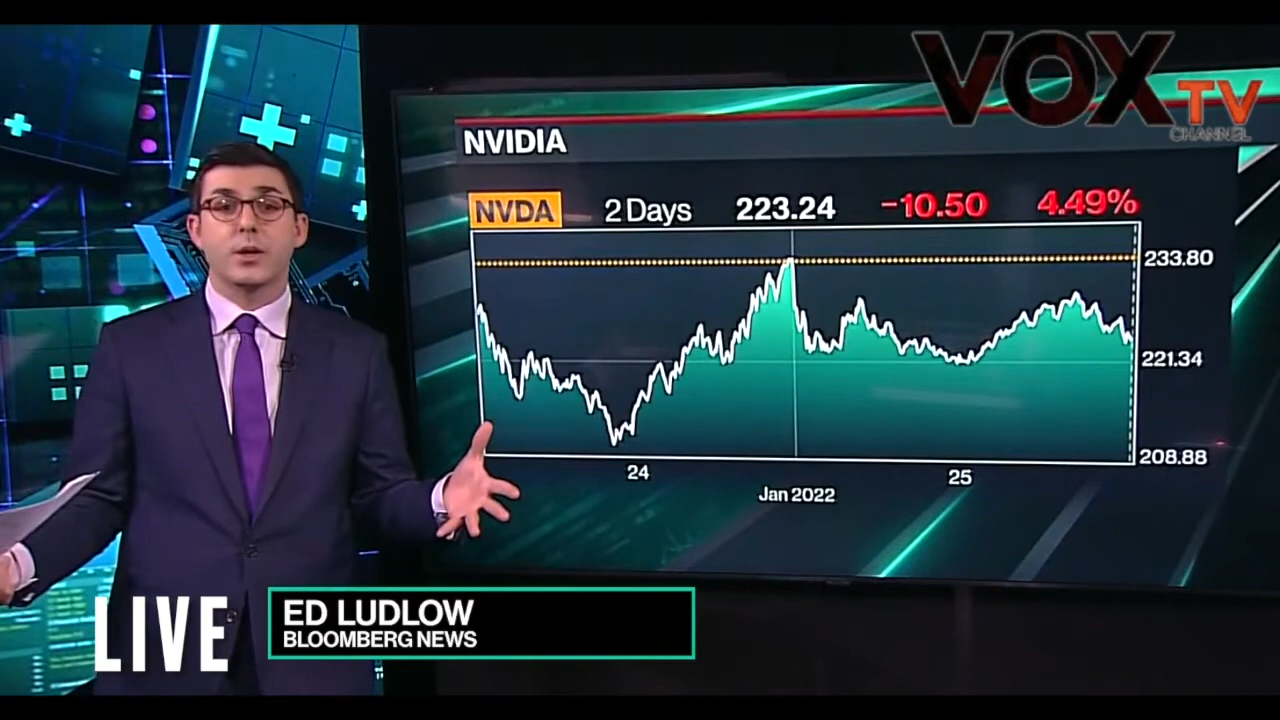 VOX TV
CHANNEL
NVIDIA
NVDA 2 Days 223.24 -10.50 4.49%
233.80
221.34
208.88
24 25
Jan 2022
LIVE
ED LUDLOW
BLOOMBERG NEWS